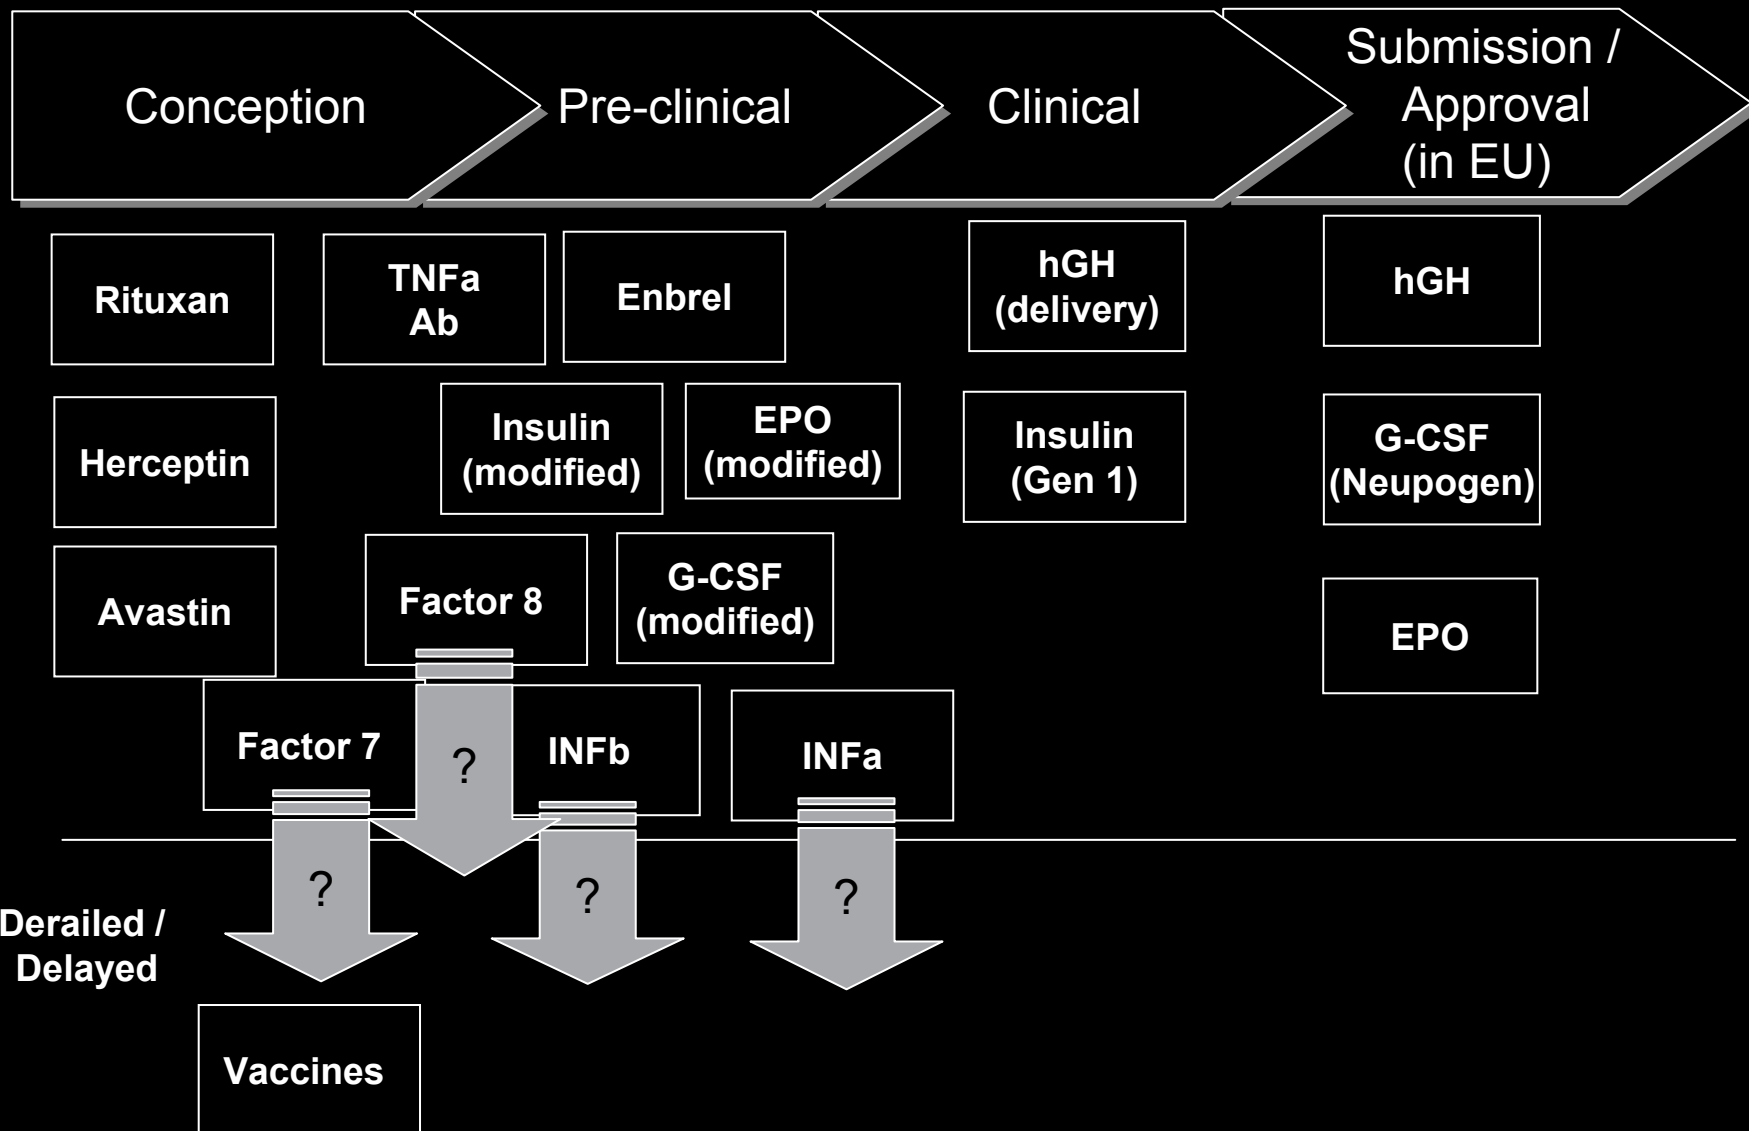 Conception
Pre-clinical
Clinical
Submission /
Approval
(in EU)
Rituxan
TNFa
Ab
Enbrel
hGH
(delivery)
hGH
Herceptin
Insulin
(modified)
EPO
(modified)
Insulin
(Gen 1)
G-CSF
(Neupogen)
Avastin
Factor 8
G-CSF
(modified)
EPO
Factor 7
?
INFb
INFa
?
?
?
Derailed /
Delayed
Vaccines